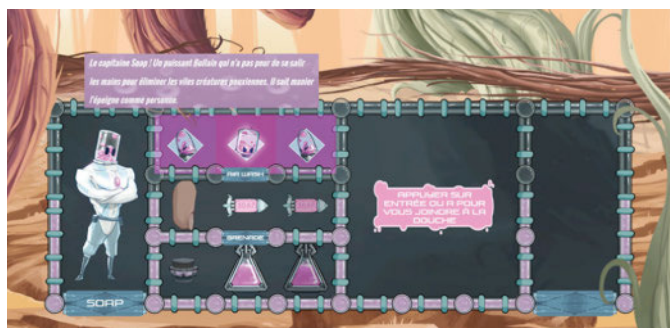 Le capitaine Soap ! Un puissant Bullain qui n'a pas peur de se salir
les mains pour éliminer les viles créatures pouxiennes. Il sait manier
l'éponge comme personne.
AIR WASH
GRENADE
APPUYER SUR
ENTRÉE OU A POUR
VOUS JOINDRE À LA
DOUCHE
SOAP